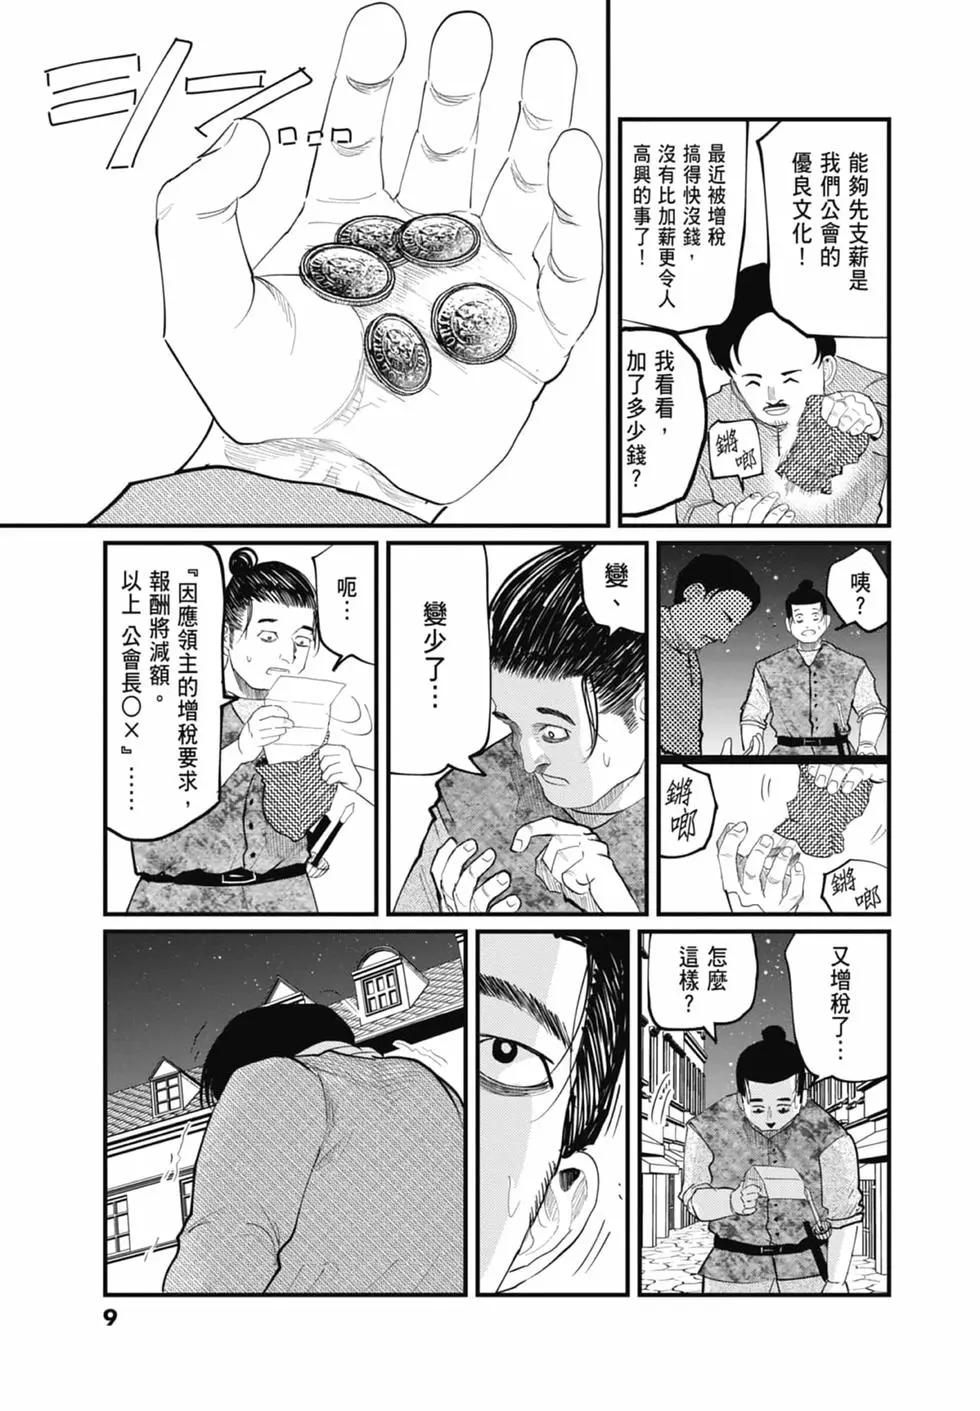 能夠先支薪是
我們公會的
優良文化！
最近被增稅
搞得快沒錢，
沒有比加薪更令人
高興的事了！
我看看，
加了多少錢？
鏘
啷
シーン…
咦？
鏘
啷
鏘
啷
變、
變少了…
呃…
『因應領主的增稅要求，
報酬將減額。
以上 公會長○×』……
又增稅了…
怎麼
這樣？
9